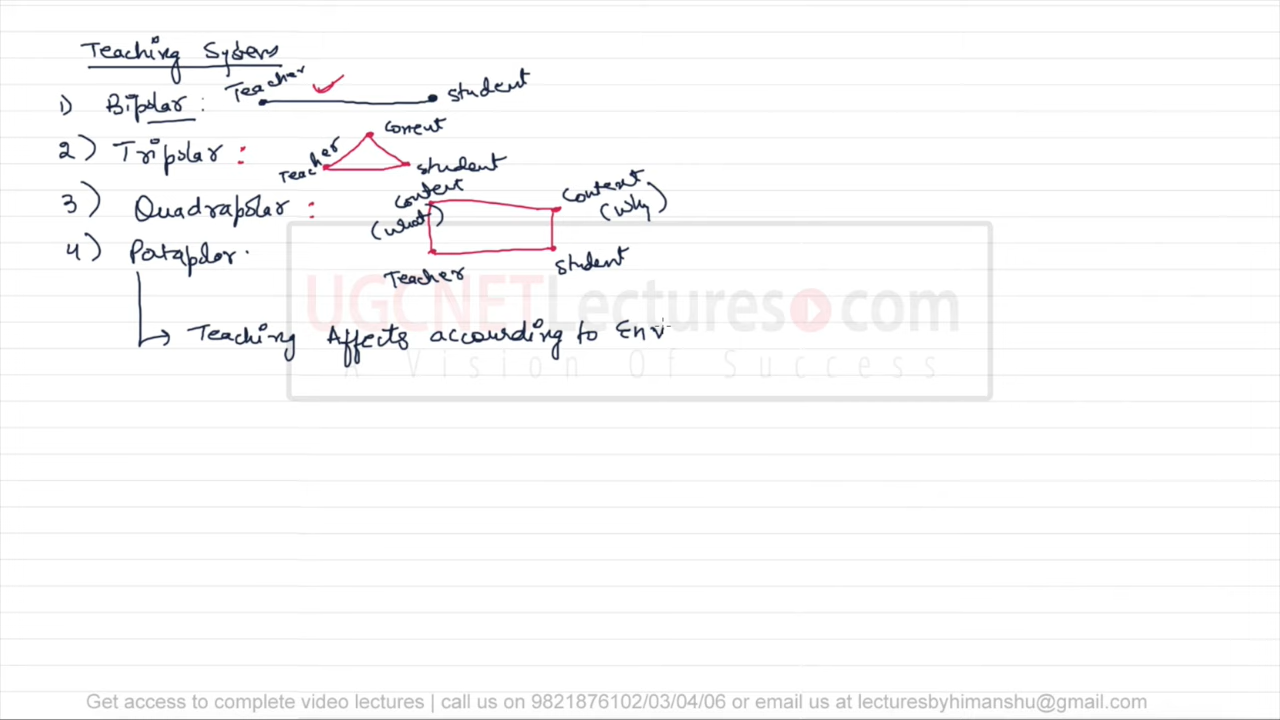 Teaching System
1) Bipolar : Teacher student
2) Tripolar : Teacher Content student
3) Quadrapolar : Content (what) Context (why) Teacher Student
4)
→ Teaching Affects according to Env
UGCNETLectures.com
A Vision Of Success
Get access to complete video lectures | call us on 9821876102/03/04/06 or email us at lecturesbyhimanshu@gmail.com